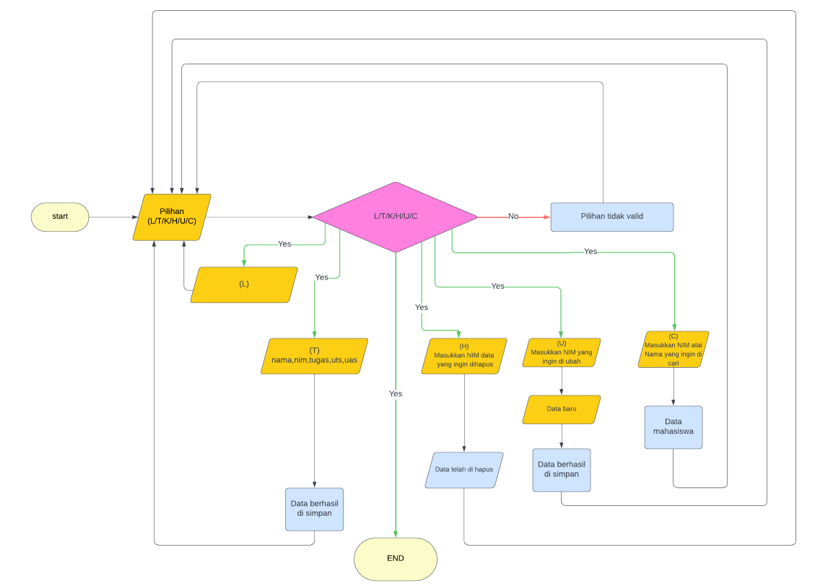 start
Pilihan
(L/T/K/H/U/C)
L/T/K/H/U/C
No
Pilihan tidak valid
Yes
(L)
Yes
(T)
nama,nim,tugas,uts,uas
Data berhasil
di simpan
Yes
END
Yes
(H)
Masukkan NIM data
yang ingin dihapus
Data telah di hapus
Yes
(U)
Masukkan NIM yang
ingin di ubah
Data baru
Data berhasil
di simpan
Yes
(C)
Masukkan NIM atai
Nama yang ingin di
cari
Data
mahasiswa